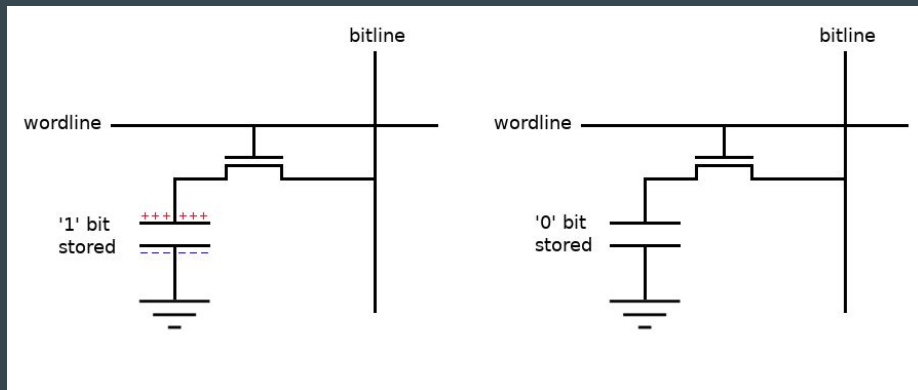 bitline
wordline
'1' bit
stored
++++++
bitline
wordline
'0' bit
stored